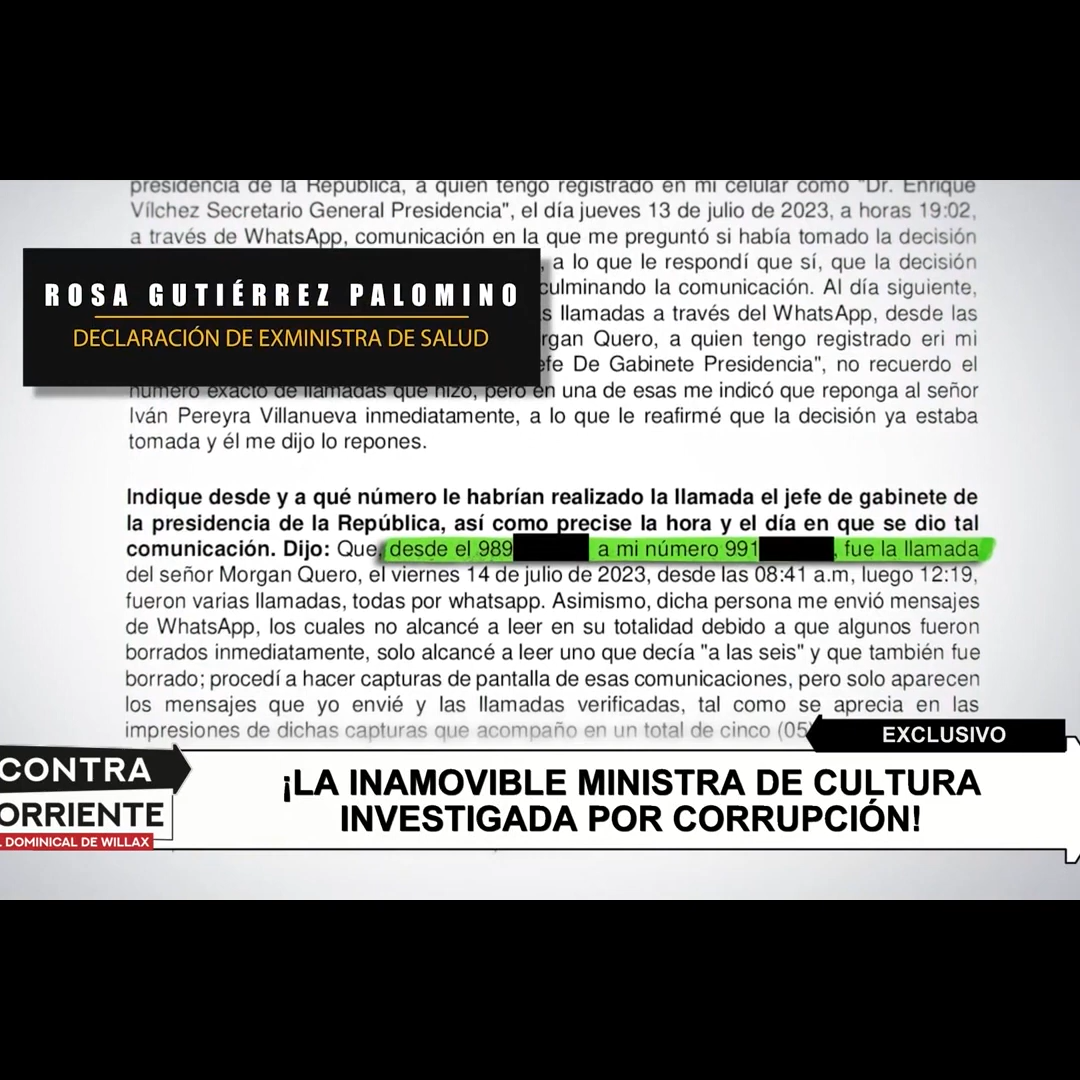 presidencia de la República, a quien tengo registrado en mi celular como "Dr. Enrique
Vílchez Secretario General Presidencia", el día jueves 13 de julio de 2023, a horas 19:02,
a través de WhatsApp, comunicación en la que me preguntó si había tomado la decisión
, a lo que le respondí que sí, que la decisión
culminando la comunicación. Al día siguiente,
s llamadas a través del WhatsApp, desde las
rgan Quero, a quien tengo registrado eri mi
efe De Gabinete Presidencia", no recuerdo el
número exacto de llamadas que hizo, pero en una de esas me indicó que reponga al señor
Iván Pereyra Villanueva inmediatamente, a lo que le reafirmé que la decisión ya estaba
tomada y él me dijo lo repones.
ROSA GUTIÉRREZ PALOMINO
DECLARACIÓN DE EXMINISTRA DE SALUD
Indique desde y a qué número le habrían realizado la llamada el jefe de gabinete de
la presidencia de la República, así como precise la hora y el día en que se dio tal
comunicación. Dijo: Que, desde el 989 a mi número 991 , fue la llamada
del señor Morgan Quero, el viernes 14 de julio de 2023, desde las 08:41 a.m, luego 12:19,
fueron varias llamadas, todas por whatsapp. Asimismo, dicha persona me envió mensajes
de WhatsApp, los cuales no alcancé a leer en su totalidad debido a que algunos fueron
borrados inmediatamente, solo alcancé a leer uno que decía "a las seis" y que también fue
borrado; procedí a hacer capturas de pantalla de esas comunicaciones, pero solo aparecen
los mensajes que yo envié y las llamadas verificadas, tal como se aprecia en las
impresiones de dichas capturas que acompaño en un total de cinco (05)
EXCLUSIVO
CONTRA
ORRIENTE
L DOMINICAL DE WILLAX
¡LA INAMOVIBLE MINISTRA DE CULTURA
INVESTIGADA POR CORRUPCIÓN!